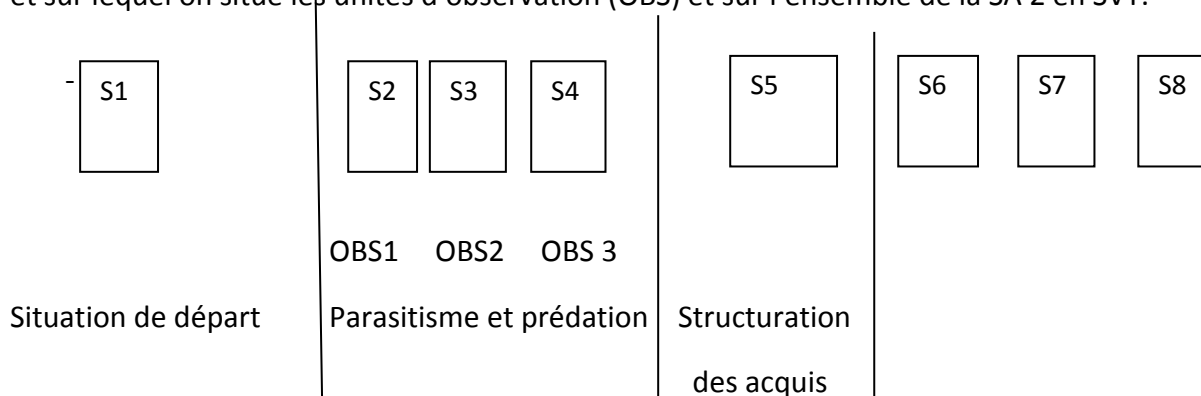 et sur lequel on situe les unités d'observation (OBS) et sur l'ensemble de la SA 2 en SVT.
- S1 S2 S3 S4 S5 S6 S7 S8
OBS1 OBS2 OBS 3
Situation de départ Parasitisme et prédation Structuration
des acquis